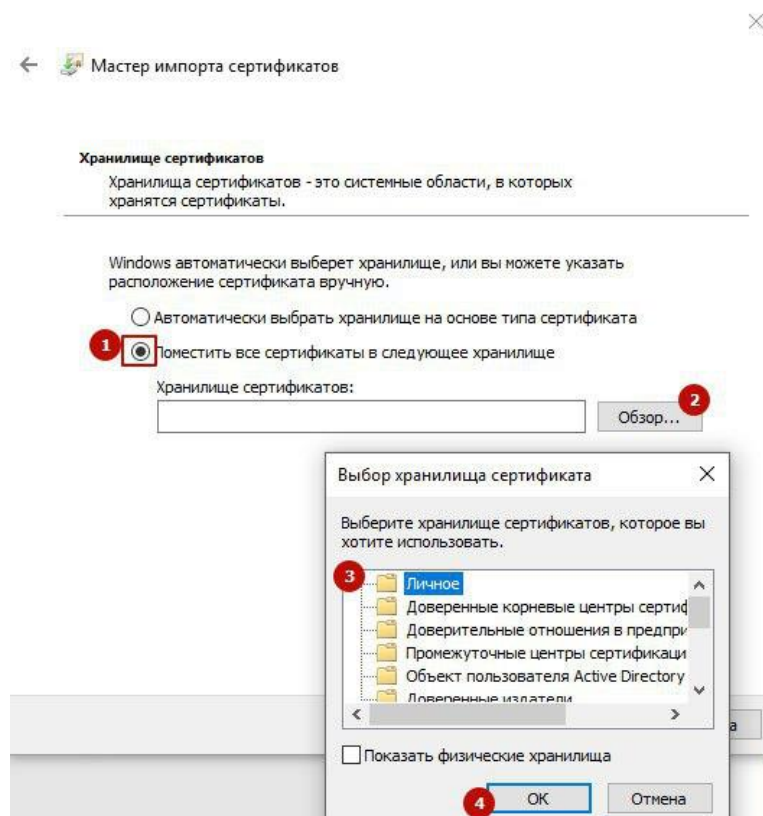 Мастер импорта сертификатов
Хранилище сертификатов
Хранилища сертификатов - это системные области, в которых
хранятся сертификаты.
Windows автоматически выберет хранилище, или вы можете указать
расположение сертификата вручную.
Автоматически выбрать хранилище на основе типа сертификата
1
Поместить все сертификаты в следующее хранилище
Хранилище сертификатов:
2
Обзор...
Выбор хранилища сертификата
Выберите хранилище сертификатов, которое вы
хотите использовать.
3
Личное
Доверенные корневые центры сертиф
Доверительные отношения в предпри
Промежуточные центры сертификаци
Объект пользователя Active Directory
Доверенные издатели
а
Показать физические хранилища
4
ОК
Отмена